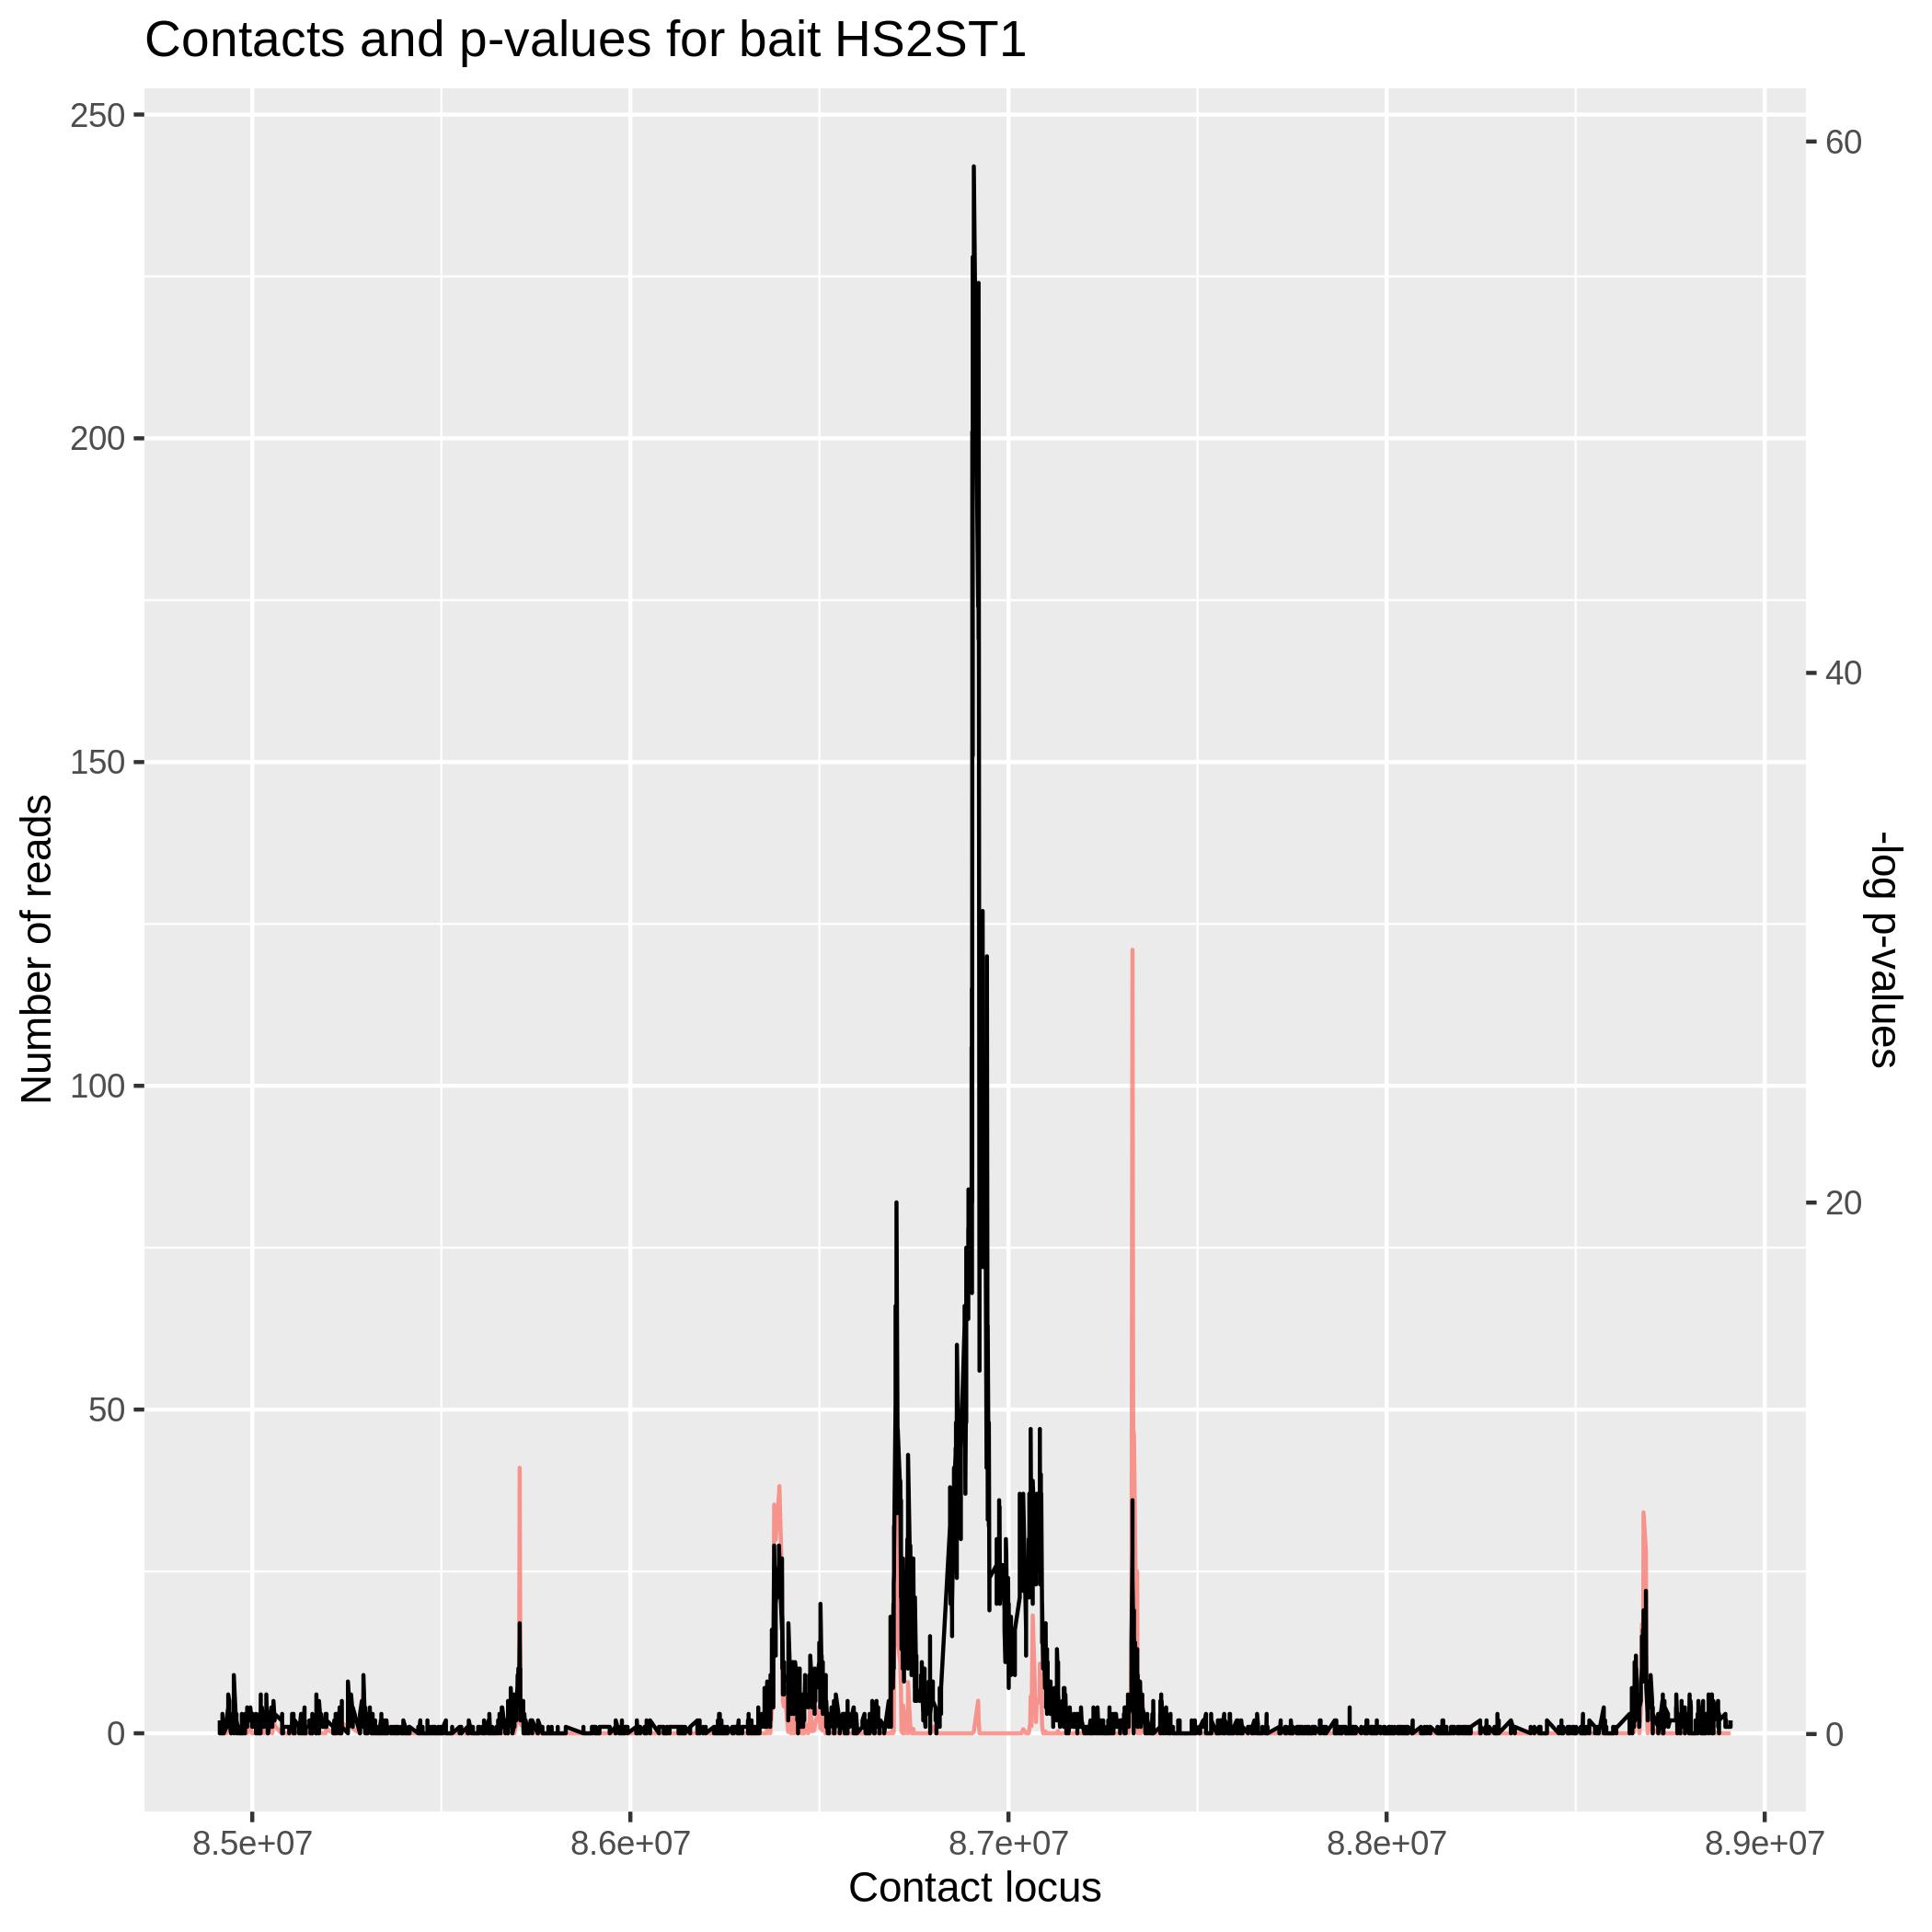 Contacts and p-values for bait HS2ST1
250
200
150
100
50
0
Number of reads
60
40
20
0
-log p-values
8.5e+07
8.6e+07
8.7e+07
8.8e+07
8.9e+07
Contact locus